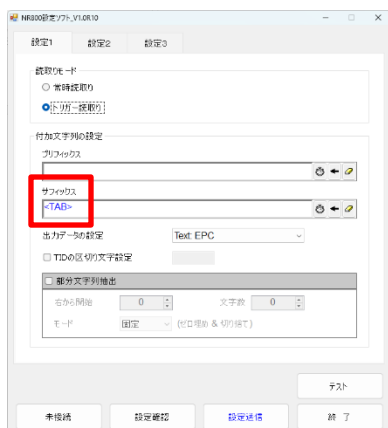 NR800設定ソフト_V1.0R10
設定1 設定2 設定3
読取りモード
常時読取り
トリガー読取り
付加文字列の設定
プリフィックス
サフィックス
<TAB>
出力データの設定 Text: EPC
TIDの区切り文字設定
部分文字列抽出
右から開始 0 文字数 0
モード 固定 (ゼロ埋め & 切り捨て)
テスト
未接続 設定確認 設定送信 終 了